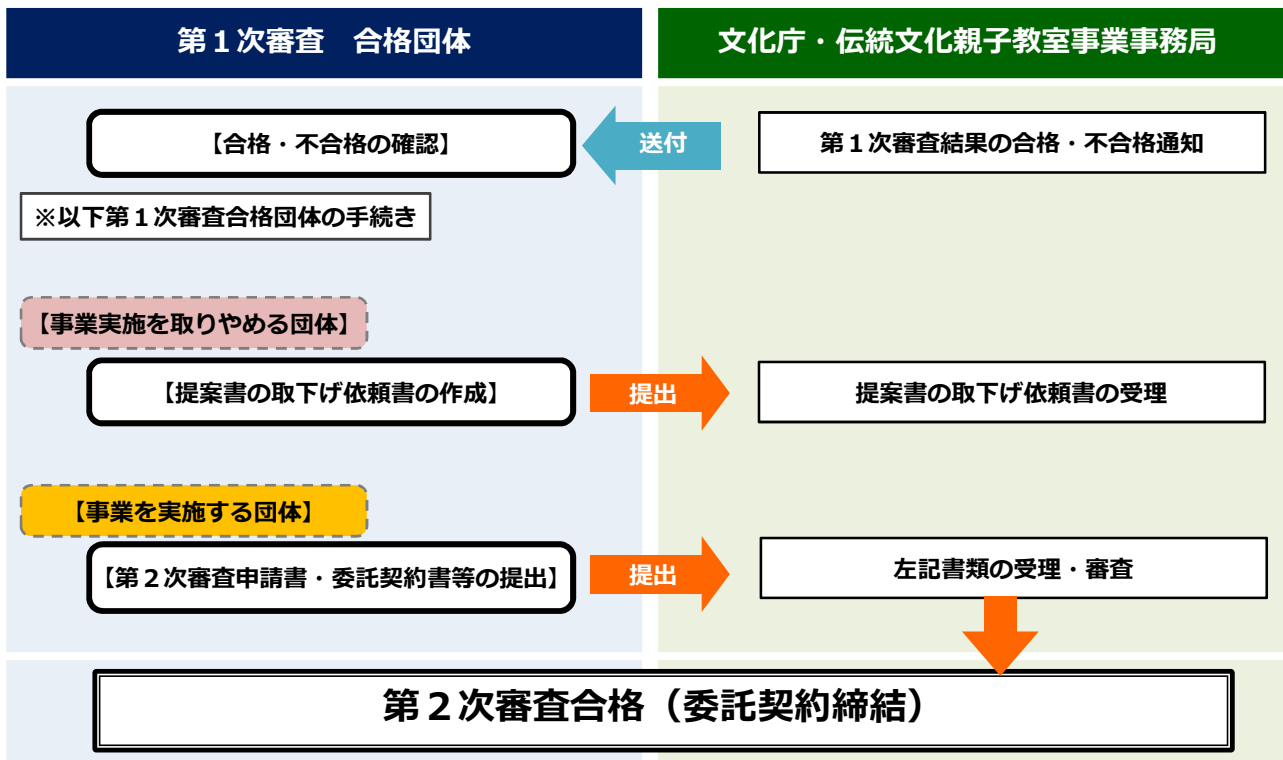 第１次審査　合格団体
文化庁・伝統文化親子教室事業事務局
【合格・不合格の確認】
送付
第１次審査結果の合格・不合格通知
※以下第１次審査合格団体の手続き
【事業実施を取りやめる団体】
【提案書の取下げ依頼書の作成】
提出
提案書の取下げ依頼書の受理
【事業を実施する団体】
【第２次審査申請書・委託契約書等の提出】
提出
左記書類の受理・審査
第２次審査合格（委託契約締結）